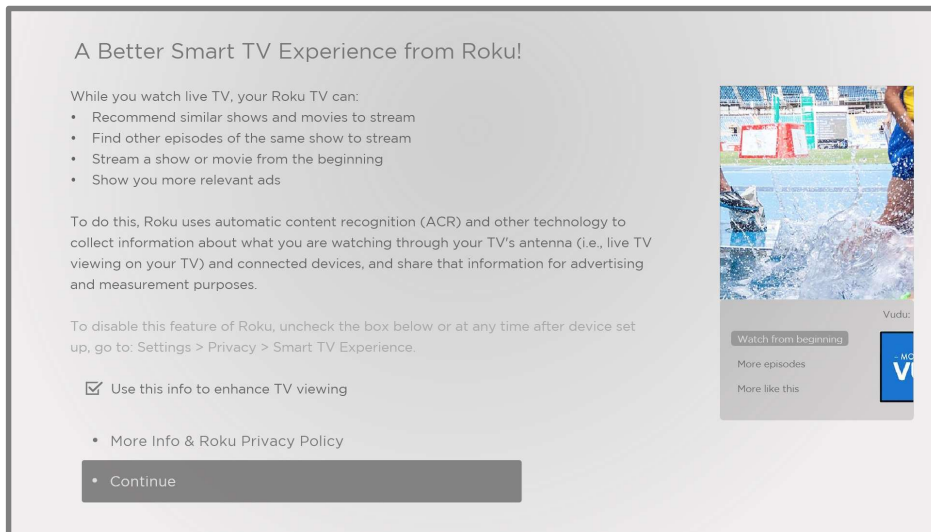 A Better Smart TV Experience from Roku!
While you watch live TV, your Roku TV can:
• Recommend similar shows and movies to stream
• Find other episodes of the same show to stream
• Stream a show or movie from the beginning
• Show you more relevant ads
To do this, Roku uses automatic content recognition (ACR) and other technology to
collect information about what you are watching through your TV's antenna (i.e., live TV
viewing on your TV) and connected devices, and share that information for advertising
and measurement purposes.
To disable this feature of Roku, uncheck the box below or at any time after device set
up, go to: Settings > Privacy > Smart TV Experience.
Use this info to enhance TV viewing
• More Info & Roku Privacy Policy
• Continue
Vudu:
Watch from beginning
More episodes
More like this